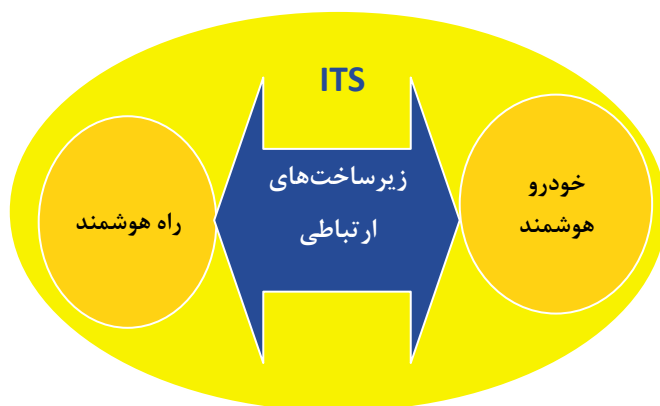 ITS
خودرو
هوشمند
زیرساخت‌های
ارتباطی
راه هوشمند